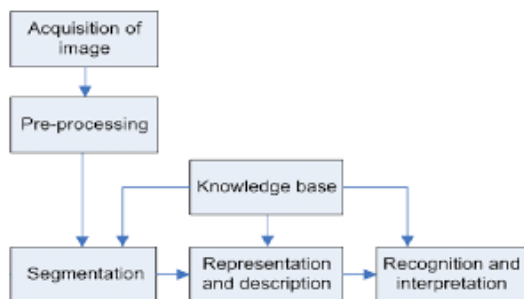 Acquisition of
image
Pre-processing
Knowledge base
Segmentation
Representation
and description
Recognition and
interpretation